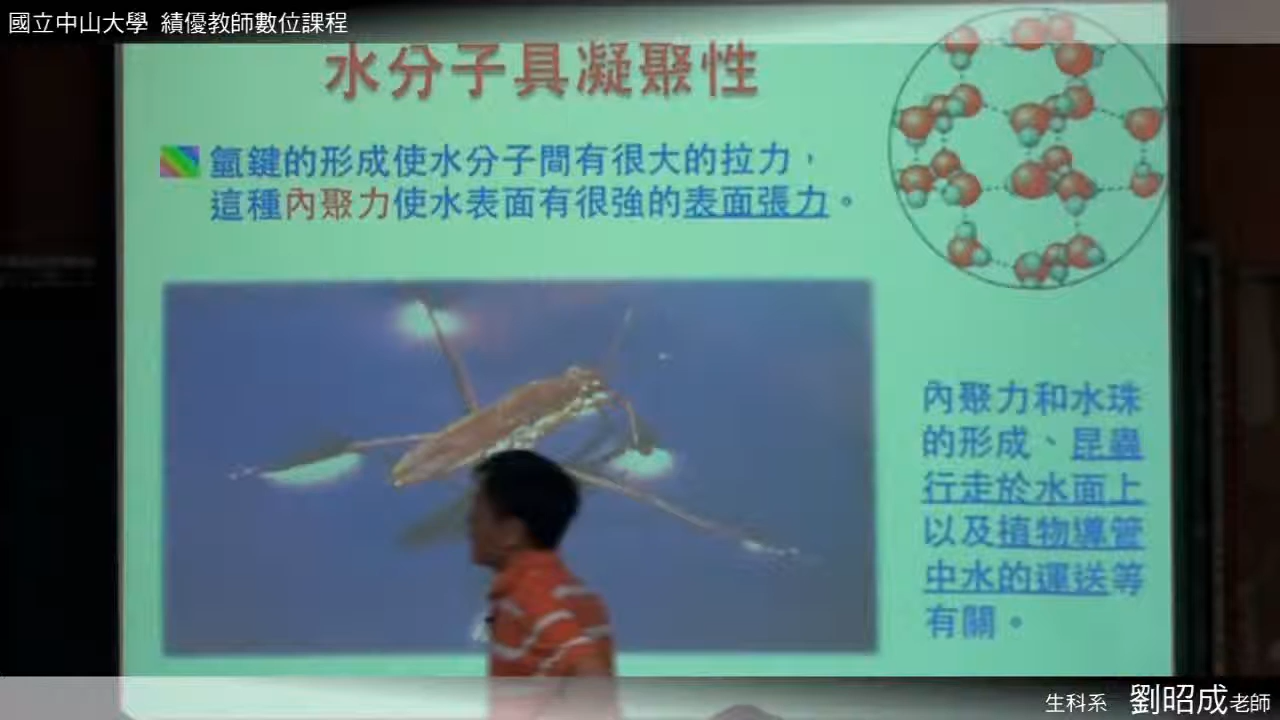 國立中山大學 績優教師數位課程
水分子具凝聚性
氫鍵的形成使水分子間有很大的拉力，
這種內聚力使水表面有很強的表面張力。
內聚力和水珠
的形成、昆蟲
行走於水面上
以及植物導管
中水的運送等
有關。
生科系 劉昭成老師